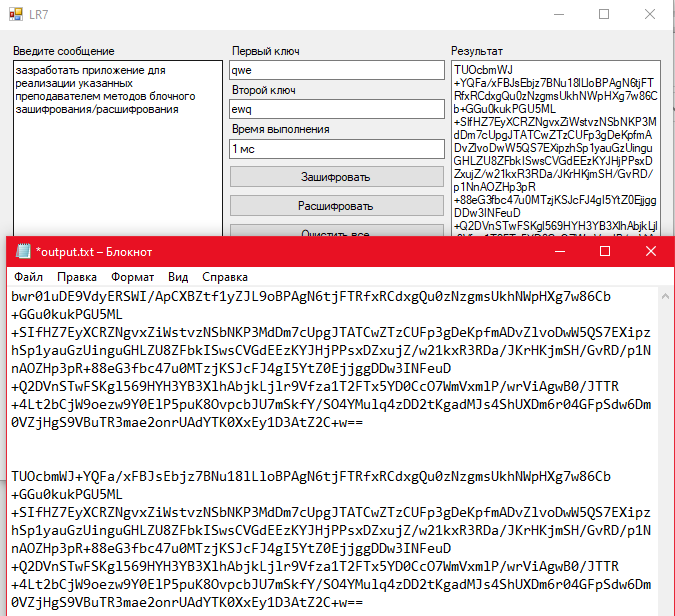 LR7
Введите сообщение
зазработать приложение для
реализации указанных
преподавателем методов блочного
зашифрования/расшифрования
Первый ключ
qwe
Второй ключ
ewq
Время выполнения
1 мс
Зашифровать
Расшифровать
Очистить все
Результат
TUOcbmWJ
+YQFa/xFBJsEbjz7BNu18lLloBPAgN6tjFT
RfxRCdxgQu0zNzgmsUkhNWpHXg7w86C
b+GGu0kukPGU5ML
+SIfHZ7EyXCRZNgvxZiWstvzNSbNKP3M
dDm7cUpgJTATCwZTzCUFp3gDeKpfmA
DvZlvoDwW5QS7EXipzhSp1yauGzUingu
GHLZU8ZFbkISwsCVGdEEzKYJHjPPsxD
ZxujZ/w21kxR3RDa/JKrHKjmSH/GvRD/
p1NnAOZHp3pR
+88eG3fbc47u0MTzjKSJcFJ4gI5YtZ0Ejjgg
DDw3INFeuD
+Q2DVnSTwFSKgl569HYH3YB3XlhAbjkLjl
*output.txt – Блокнот
Файл Правка Формат Вид Справка
bwr01uDE9VdyERSWI/ApCXBZtf1yZJL9oBPAgN6tjFTRfxRCdxgQu0zNzgmsUkhNWpHXg7w86Cb
+GGu0kukPGU5ML
+SIfHZ7EyXCRZNgvxZiWstvzNSbNKP3MdDm7cUpgJTATCwZTzCUFp3gDeKpfmADvZlvoDwW5QS7EXipz
hSp1yauGzUinguGHLZU8ZFbkISwsCVGdEEzKYJHjPPsxDZxujZ/w21kxR3RDa/JKrHKjmSH/GvRD/p1N
nAOZHp3pR+88eG3fbc47u0MTzjKSJcFJ4gI5YtZ0EjjggDDw3INFeuD
+Q2DVnSTwFSKgl569HYH3YB3XlhAbjkLjlr9Vfza1T2FTx5YD0CcO7WmVxmlP/wrViAgwB0/JTTR
+4Lt2bCjW9oezw9Y0ElP5puK8OvpcbJU7mSkfY/SO4YMulq4zDD2tKgadMJs4ShUXDm6r04GFpSdw6Dm
0VZjHgS9VBuTR3mae2onrUAdYTK0XxEy1D3AtZ2C+w==
TUOcbmWJ+YQFa/xFBJsEbjz7BNu18lLloBPAgN6tjFTRfxRCdxgQu0zNzgmsUkhNWpHXg7w86Cb
+GGu0kukPGU5ML
+SIfHZ7EyXCRZNgvxZiWstvzNSbNKP3MdDm7cUpgJTATCwZTzCUFp3gDeKpfmADvZlvoDwW5QS7EXipz
hSp1yauGzUinguGHLZU8ZFbkISwsCVGdEEzKYJHjPPsxDZxujZ/w21kxR3RDa/JKrHKjmSH/GvRD/p1N
nAOZHp3pR+88eG3fbc47u0MTzjKSJcFJ4gI5YtZ0EjjggDDw3INFeuD
+Q2DVnSTwFSKgl569HYH3YB3XlhAbjkLjlr9Vfza1T2FTx5YD0CcO7WmVxmlP/wrViAgwB0/JTTR
+4Lt2bCjW9oezw9Y0ElP5puK8OvpcbJU7mSkfY/SO4YMulq4zDD2tKgadMJs4ShUXDm6r04GFpSdw6Dm
0VZjHgS9VBuTR3mae2onrUAdYTK0XxEy1D3AtZ2C+w==